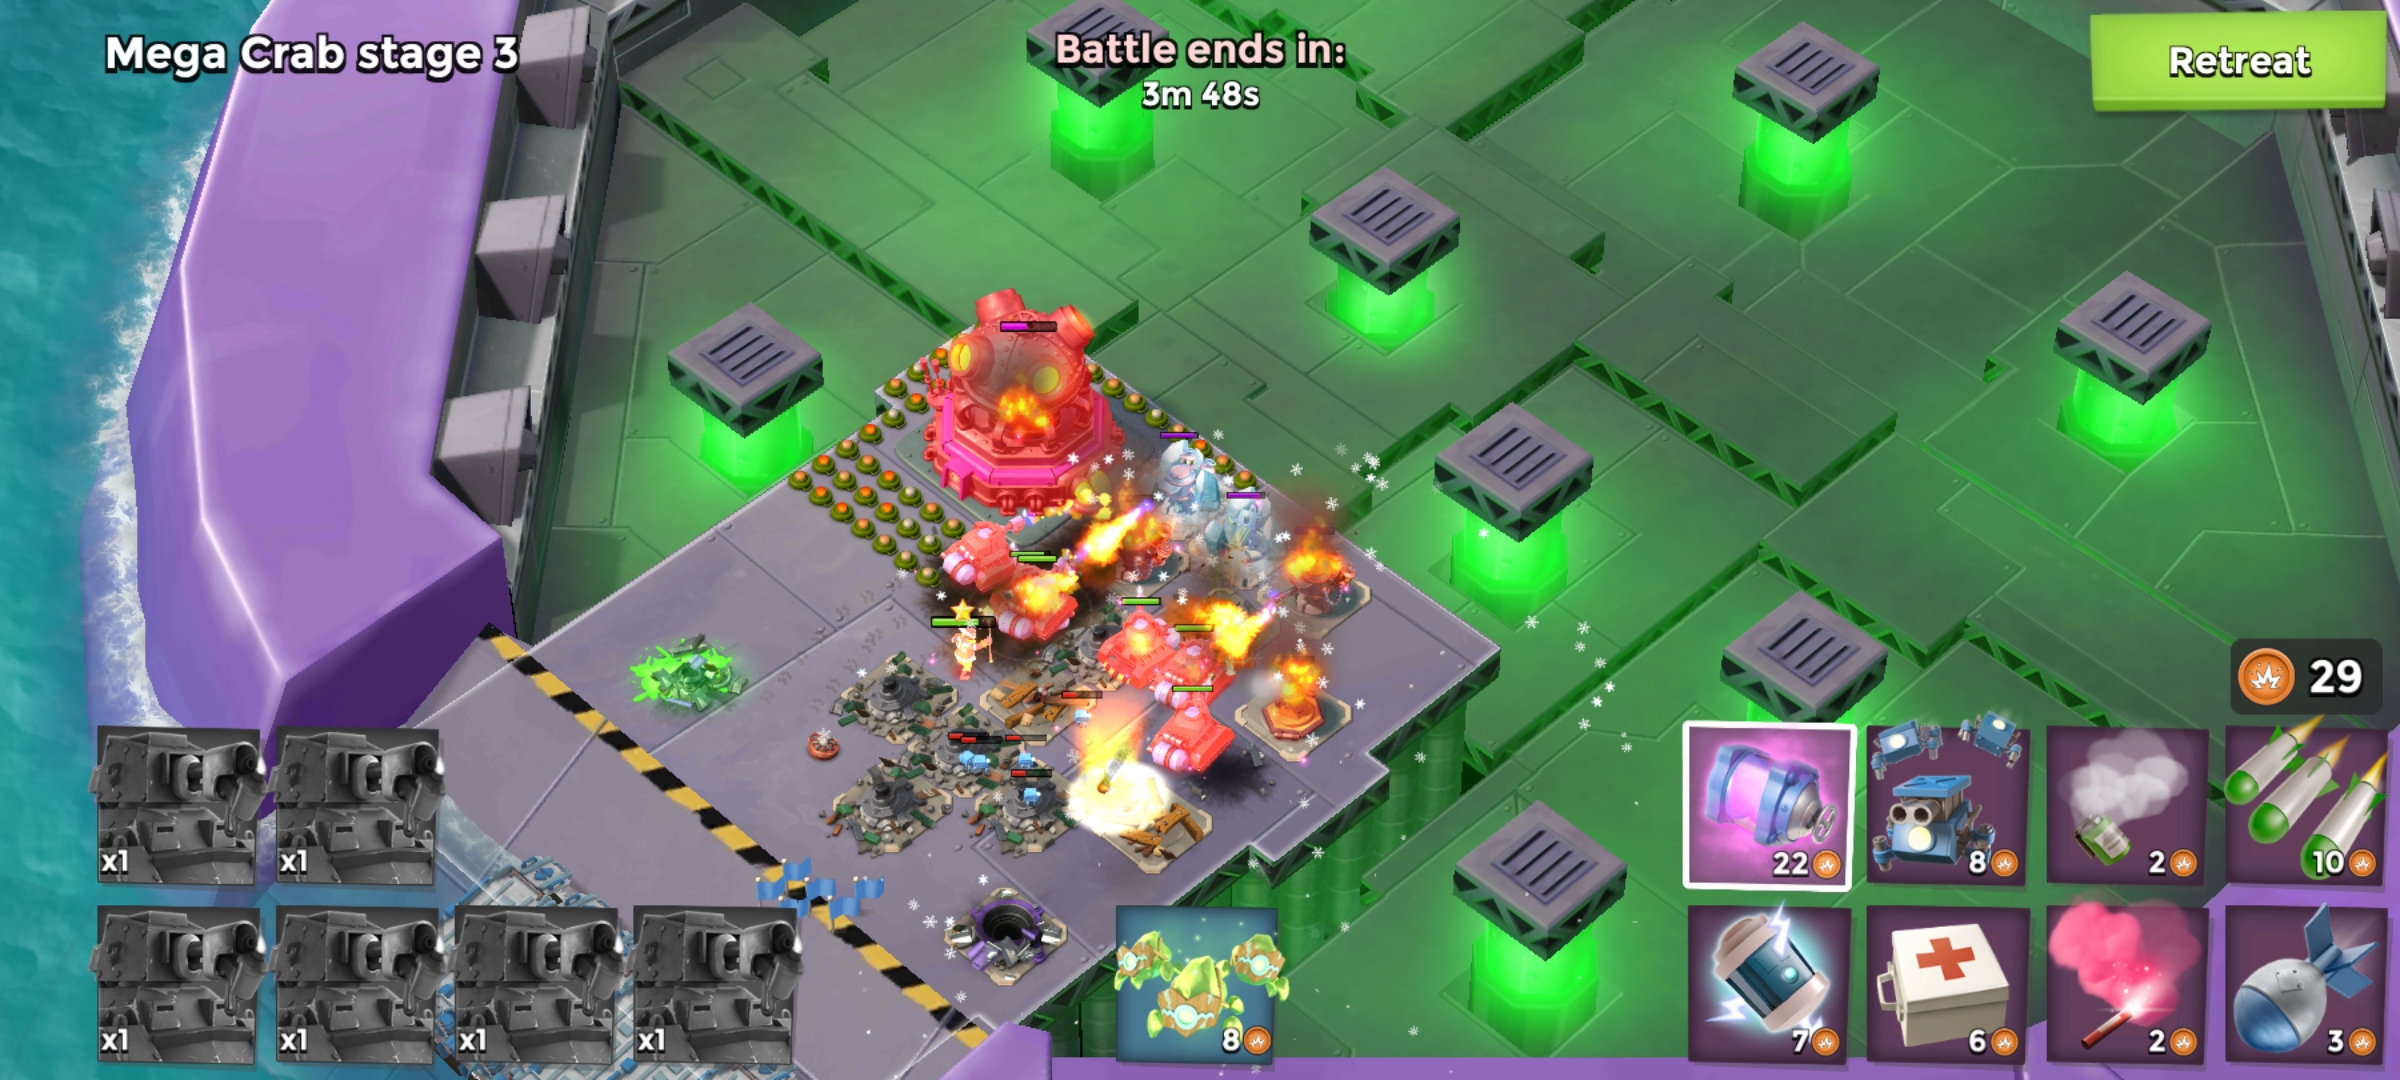 Mega Crab stage 3
Battle ends in:
3m 48s
Retreat
29
x1
x1
22
8
2
10
x1
x1
x1
x1
8
7
6
2
3